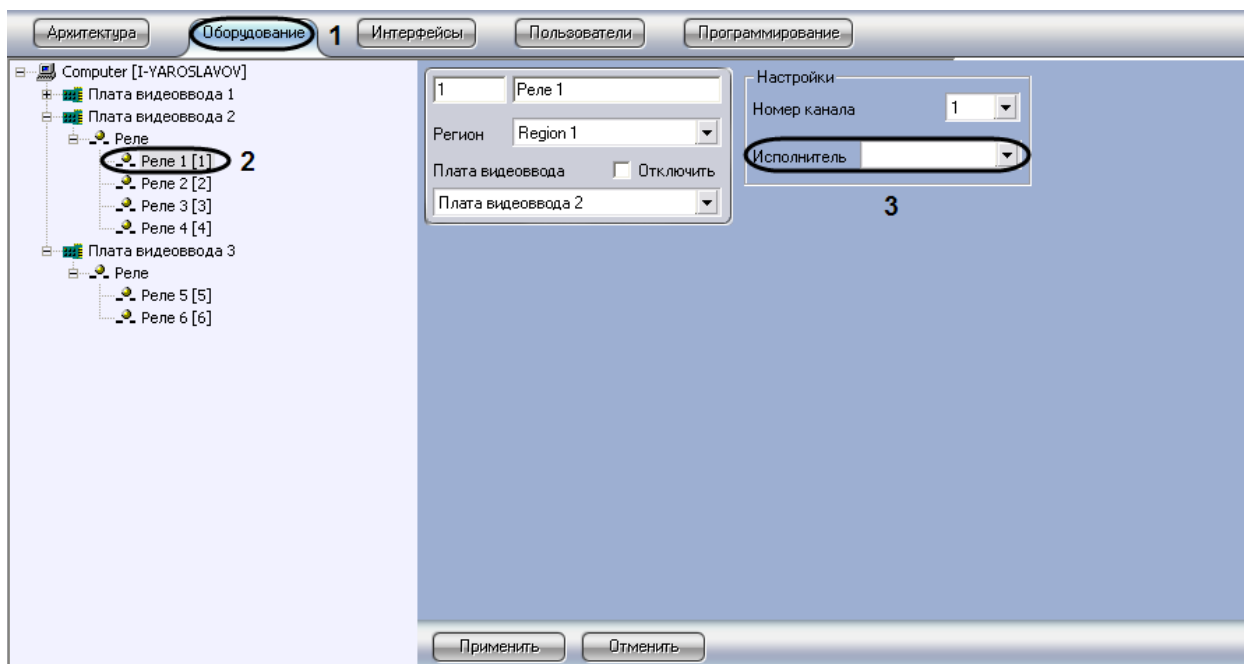 Архитектура Оборудование 1 Интерфейсы Пользователи Программирование
Computer [I-YAROSLAVOV]
Плата видеоввода 1
Плата видеоввода 2
Реле
Реле 1 [1] 2
Реле 2 [2]
Реле 3 [3]
Реле 4 [4]
Плата видеоввода 3
Реле
Реле 5 [5]
Реле 6 [6]
1 Реле 1
Регион Region 1
Плата видеоввода Отключить
Плата видеоввода 2
Настройки
Номер канала 1
Исполнитель
3
Применить Отменить